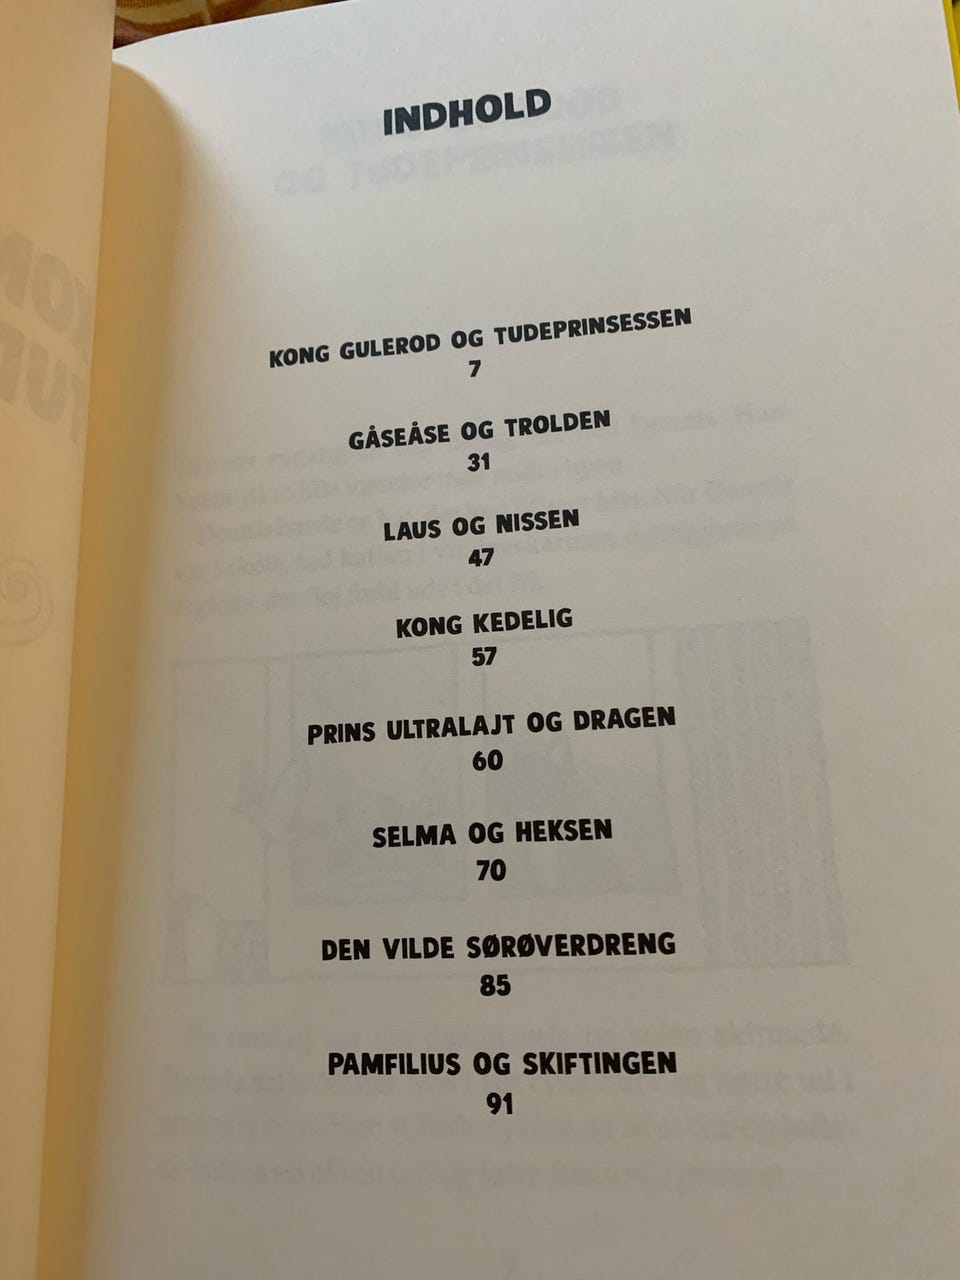 INDHOLD
KONG GULEROD OG TUDEPRINSESSEN
7
GÅSEÅSE OG TROLDEN
31
LAUS OG NISSEN
47
KONG KEDELIG
57
PRINS ULTRALAJT OG DRAGEN
60
SELMA OG HEKSEN
70
DEN VILDE SØRØVERDRENG
85
PAMFILIUS OG SKIFTINGEN
91